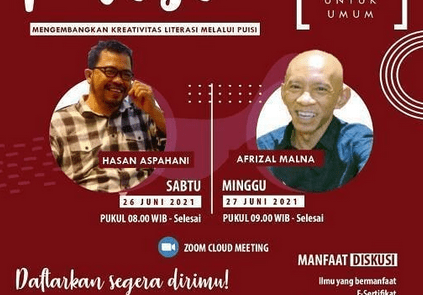 UNTUK
UMUM
MENGEMBANGKAN KREATIVITAS LITERASI MELALUI PUISI
HASAN ASPAHANI
AFRIZAL MALNA
SABTU
26 JUNI 2021
PUKUL 08.00 WIB - Selesai
MINGGU
27 JUNI 2021
PUKUL 09.00 WIB - Selesai
ZOOM CLOUD MEETING
Daftarkan segera dirimu!
MANFAAT DISKUSI
Ilmu yang bermanfaat
E-Sertifikat